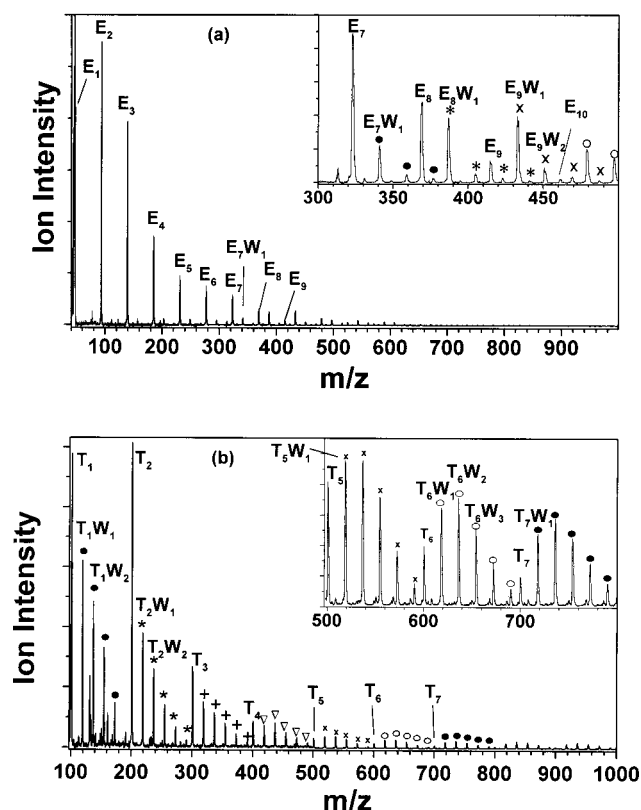 (a)
Ion Intensity
E1
E2
E3
E4
E5
E6
E7
E7W1
E8
E9
100 200 300 400 500 600 700 800 900
m/z
E7
E7W1
E8
E8W1
E9
E9W1
E9W2
E10
300 350 400 450
(b)
Ion Intensity
T1
T1W1
T1W2
T2
T2W1
T2W2
T3
T4
T5
T6
T7
100 200 300 400 500 600 700 800 900 1000
m/z
T5W1
T5
T6
T6W1
T6W2
T6W3
T7
T7W1
500 600 700